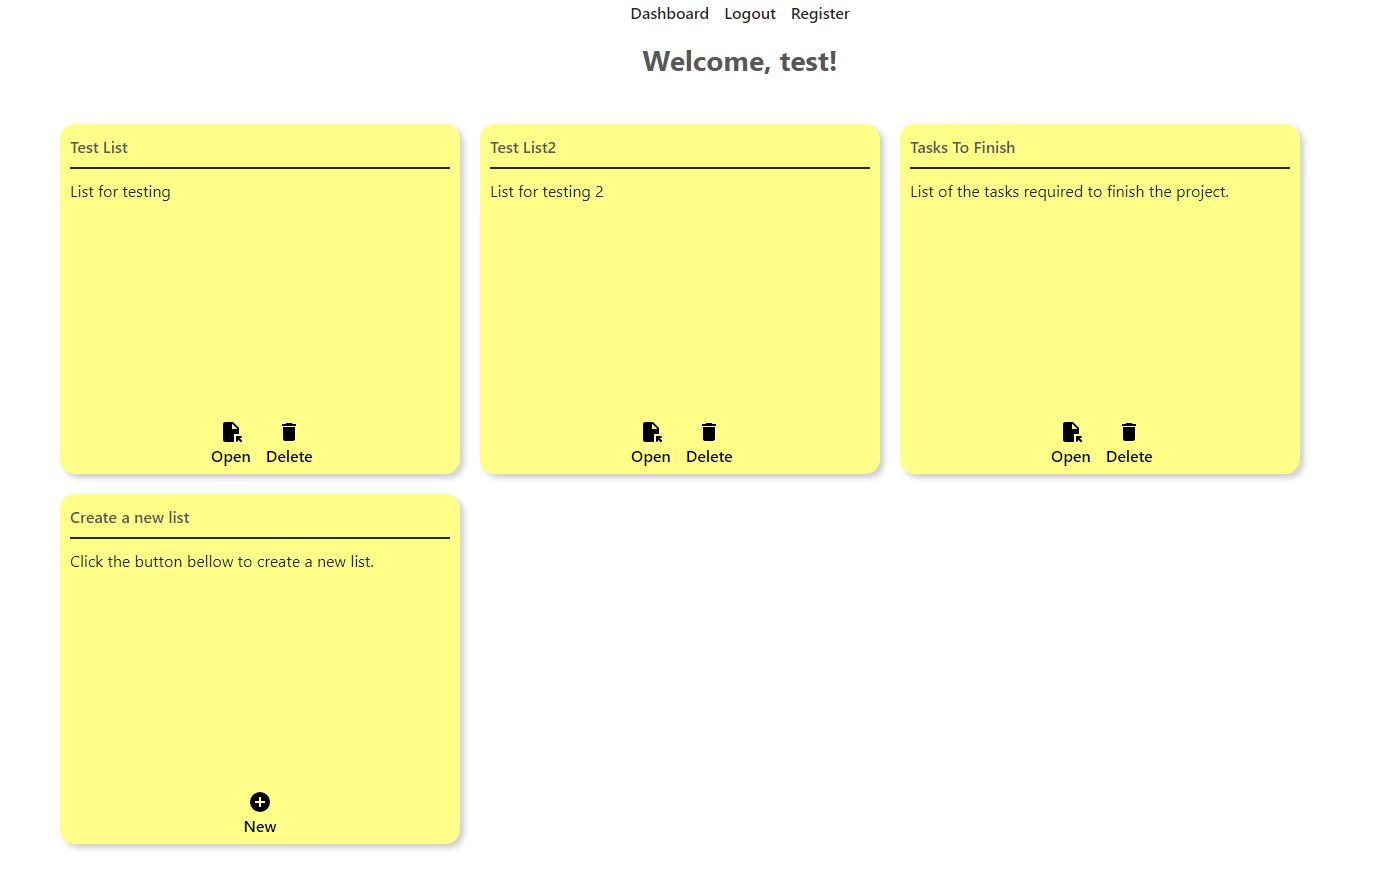 Dashboard Logout Register
Welcome, test!
Test List
List for testing
Open Delete
Test List2
List for testing 2
Open Delete
Tasks To Finish
List of the tasks required to finish the project.
Open Delete
Create a new list
Click the button bellow to create a new list.
New